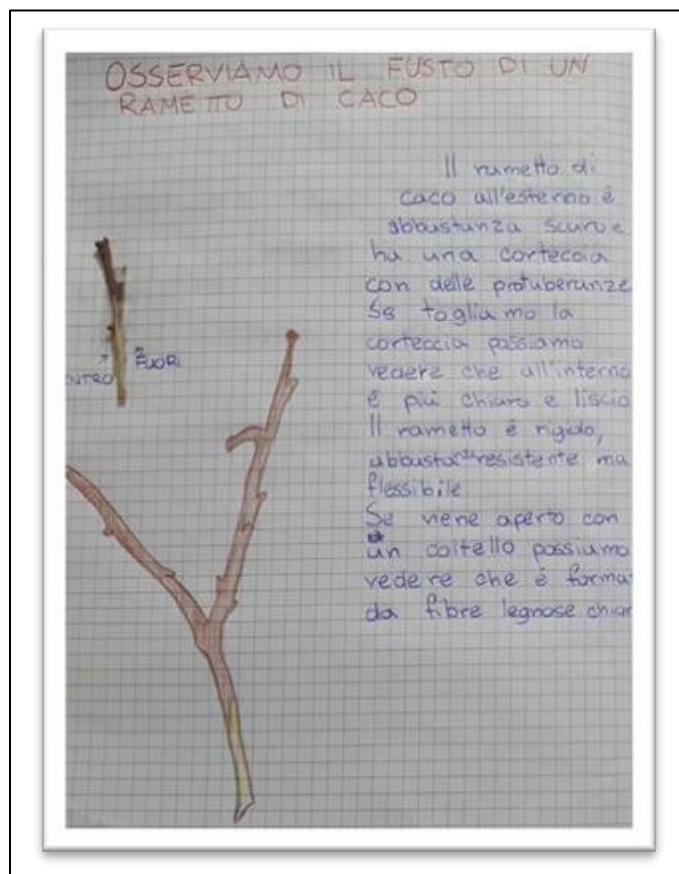 OSSERVIAMO IL FUSTO DI UN
RAMETTO DI CACO
Il rametto di
caco all'esterno è
abbastanza scuro e
ha una corteccia
con delle protuberanze
Se togliamo la
corteccia possiamo
vedere che all'interno
è più chiaro e liscio
Il rametto è rigido,
abbastanza resistente ma
flessibile
Se viene aperto con
un coltello possiamo
vedere che è forma
da fibre legnose chiar
NTRO
FUORI